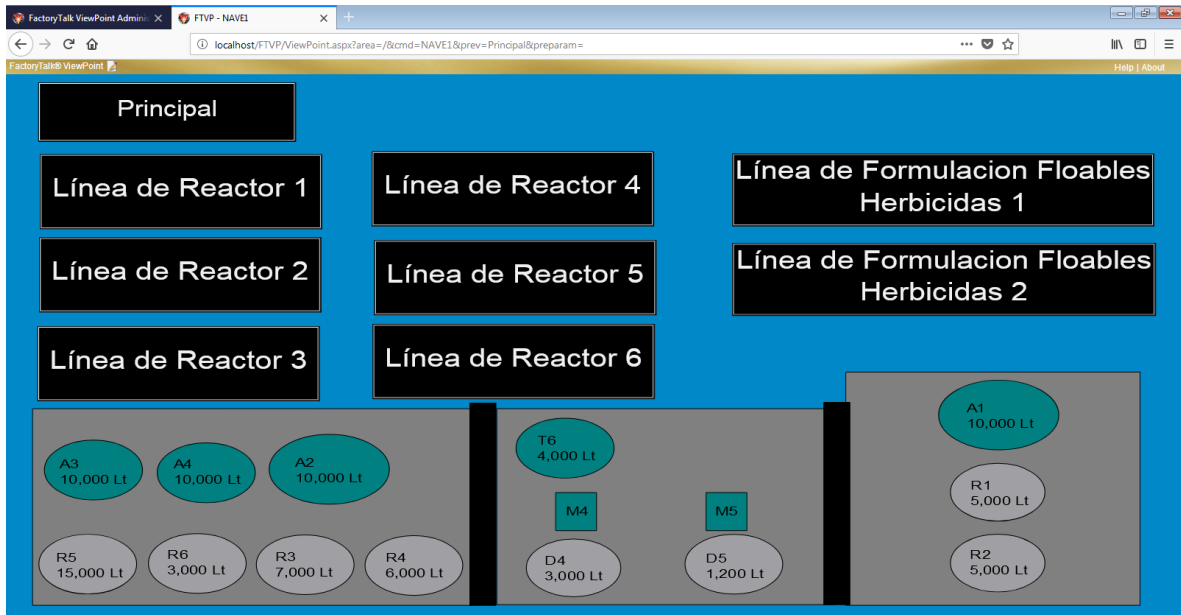 FactoryTalk ViewPoint Adminis
FTVP - NAVE1
localhost/FTVP/ViewPoint.aspx?area=/&cmd=NAVE1&prev=Principal&preparam=
FactoryTalk® ViewPoint
Help | About
Principal
Línea de Reactor 1
Línea de Reactor 4
Línea de Formulacion Floables
Herbicidas 1
Línea de Reactor 2
Línea de Reactor 5
Línea de Formulacion Floables
Herbicidas 2
Línea de Reactor 3
Línea de Reactor 6
A3
10,000 Lt
A4
10,000 Lt
A2
10,000 Lt
R5
15,000 Lt
R6
3,000 Lt
R3
7,000 Lt
R4
6,000 Lt
T6
4,000 Lt
M4
M5
D4
3,000 Lt
D5
1,200 Lt
A1
10,000 Lt
R1
5,000 Lt
R2
5,000 Lt